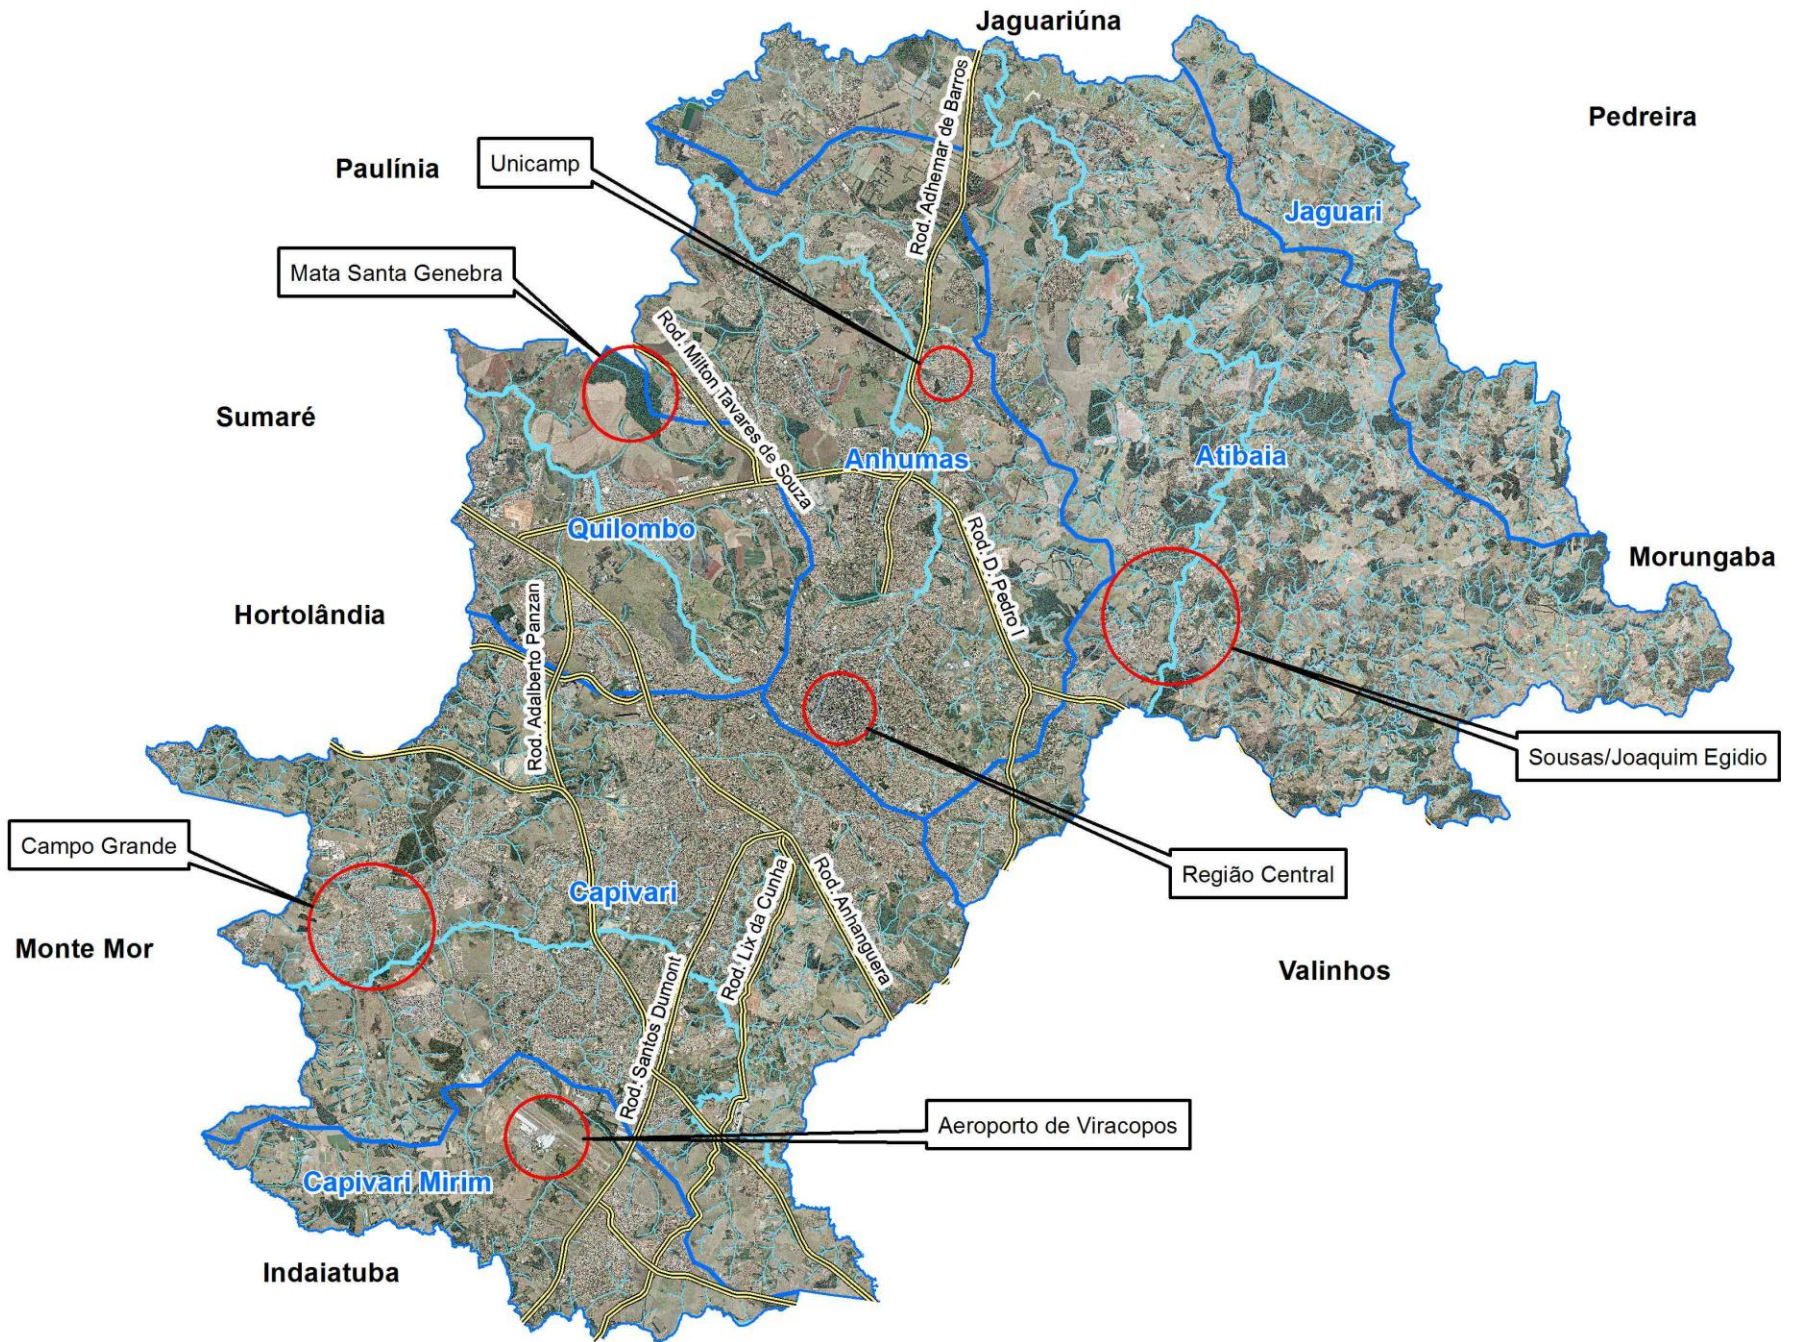 Jaguariúna
Pedreira
Rod. Adhemar de Barros
Unicamp
Paulínia
Jaguari
Mata Santa Genebra
Rod. Milton Tavares de Souza
Sumaré
Anhumas
Atibaia
Quilombo
Rod. D. Pedro I
Morungaba
Hortolândia
Rod. Adalberto Panzan
Sousas/Joaquim Egidio
Campo Grande
Região Central
Capivari
Rod. Lix da Cunha
Rod. Anhanguera
Monte Mor
Valinhos
Rod. Santos Dumont
Aeroporto de Viracopos
Capivari Mirim
Indaiatuba